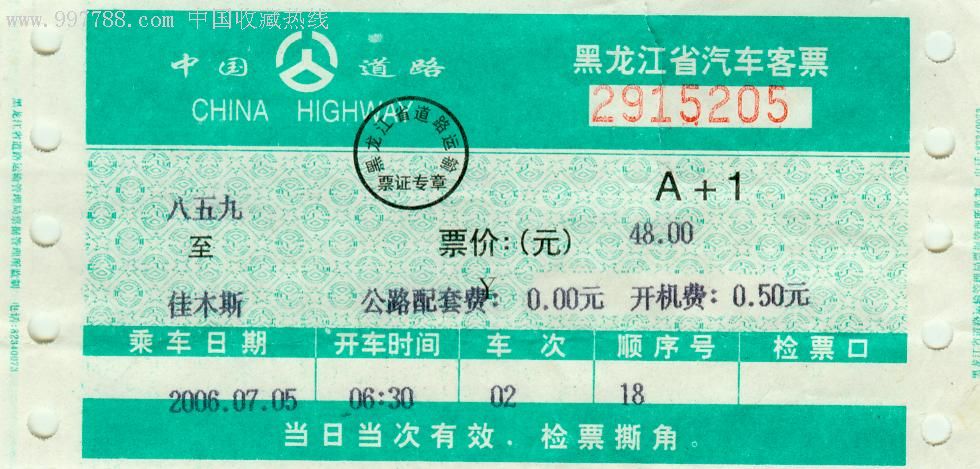 www.997788.com 中国收藏热线
中国 道路
CHINA HIGHWAY
黑龙江省汽车客票
2915205
黑龙江省道路运输
票证专章
A+1
八五九
至
佳木斯
票价:(元) 48.00
¥
公路配套费: 0.00元 开机费: 0.50元
乘车日期 开车时间 车次 顺序号 检票口
2006.07.05 06:30 02 18
当日当次有效．检票撕角。